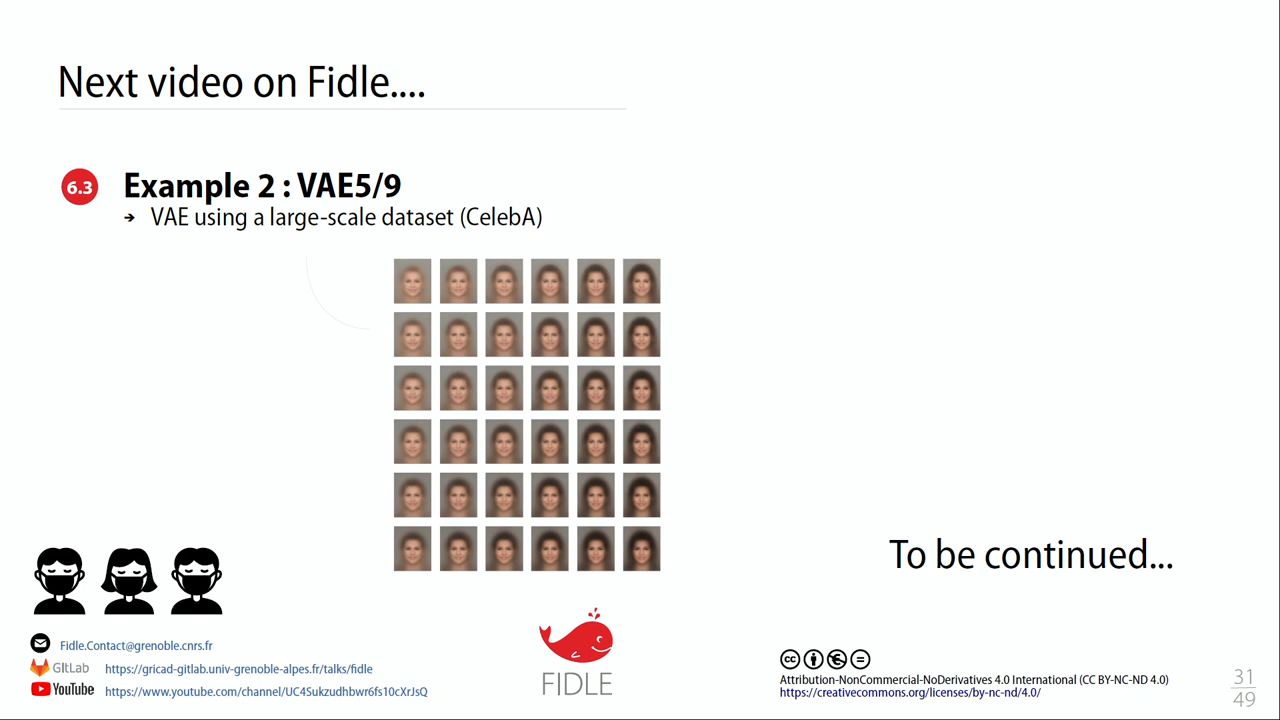 Next video on Fidle....
6.3
Example 2 : VAE5/9
➔ VAE using a large-scale dataset (CelebA)
To be continued...
Fidle.Contact@grenoble.cnrs.fr
GItLab https://gricad-gitlab.univ-grenoble-alpes.fr/talks/fidle
YouTube https://www.youtube.com/channel/UC4Sukzudhbwr6fs10cXrJsQ
FIDLE
cc
Attribution-NonCommercial-NoDerivatives 4.0 International (CC BY-NC-ND 4.0)
https://creativecommons.org/licenses/by-nc-nd/4.0/
31
49